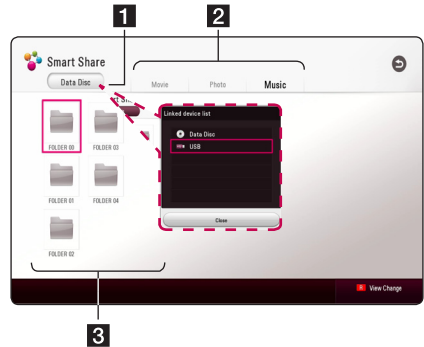 1 2
Smart Share
Data Disc
Movie Photo Music
Linked device list
Data Disc
USB
Close
FOLDER 00 FOLDER 03
FOLDER 01 FOLDER 04
FOLDER 02
R View Change
3